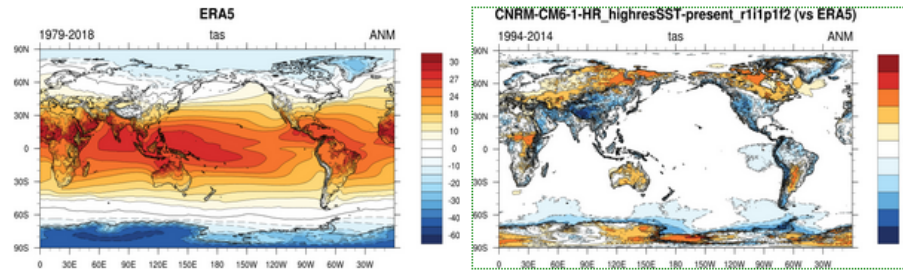 ERA5
1979-2018 tas ANM
90N
60N
30N
0
30S
60S
90S
0 30E 60E 90E 120E 150E 180 150W 120W 90W 60W 30W
30
27
24
21
18
10
0
-10
-20
-30
-40
-50
-60
CNRM-CM6-1-HR_highresSST-present_r1i1p1f2 (vs ERA5)
1994-2014 tas ANM
90N
60N
30N
0
30S
60S
90S
0 30E 60E 90E 120E 150E 180 150W 120W 90W 60W 30W